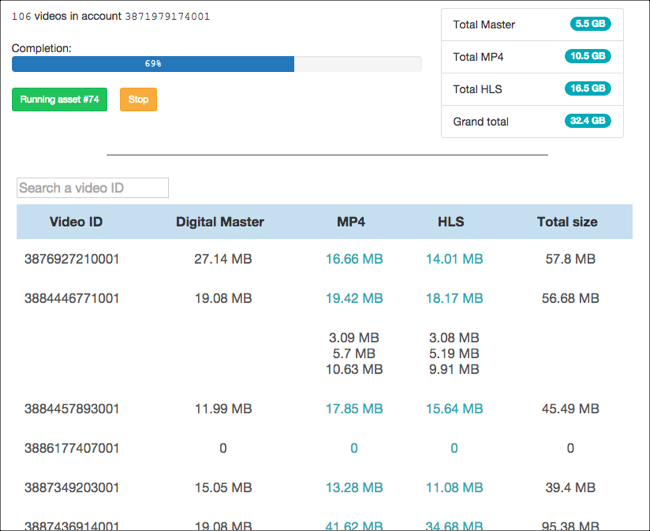 106 videos in account 3871979174001
Completion:
69%
Running asset #74 Stop
Total Master 5.5 GB
Total MP4 10.5 GB
Total HLS 16.5 GB
Grand total 32.4 GB
Search a video ID
Video ID Digital Master MP4 HLS Total size
3876927210001 27.14 MB 16.66 MB 14.01 MB 57.8 MB
3884446771001 19.08 MB 19.42 MB 18.17 MB 56.68 MB
3.09 MB 3.08 MB
5.7 MB 5.19 MB
10.63 MB 9.91 MB
3884457893001 11.99 MB 17.85 MB 15.64 MB 45.49 MB
3886177407001 0 0 0 0
3887349203001 15.05 MB 13.28 MB 11.08 MB 39.4 MB
3887436914001 19.08 MB 41.62 MB 34.68 MB 95.38 MB